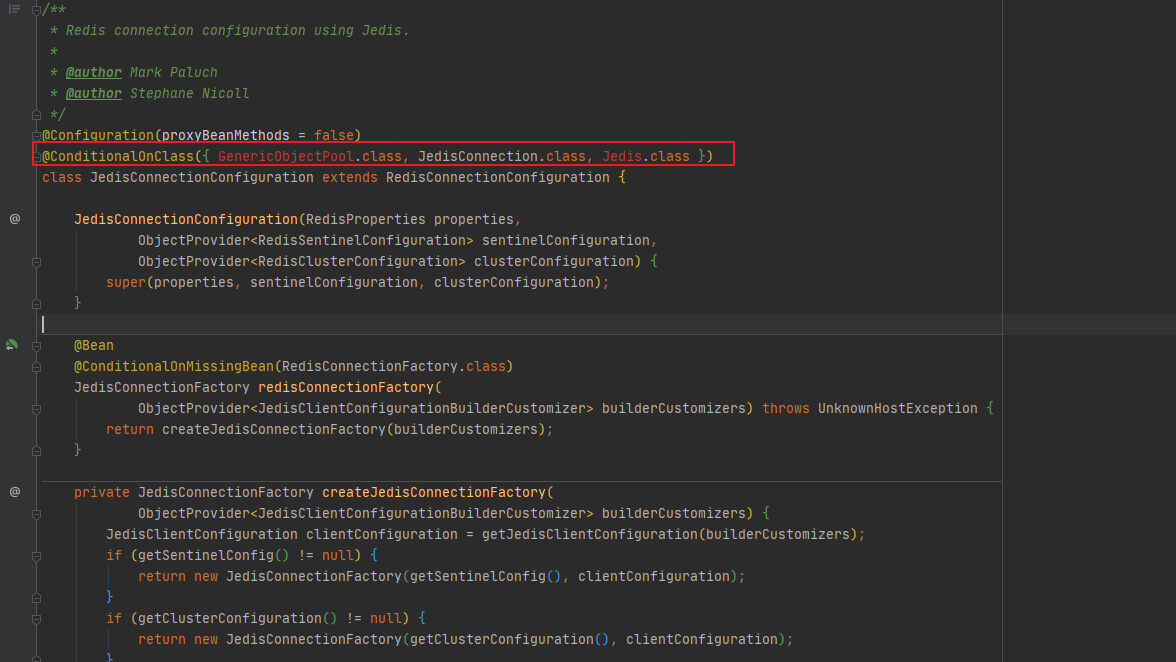 /**
 * Redis connection configuration using Jedis.
 *
 * @author Mark Paluch
 * @author Stephane Nicoll
 */
@Configuration(proxyBeanMethods = false)
@ConditionalOnClass({ GenericObjectPool.class, JedisConnection.class, Jedis.class })
class JedisConnectionConfiguration extends RedisConnectionConfiguration {
@ JedisConnectionConfiguration(RedisProperties properties,
ObjectProvider<RedisSentinelConfiguration> sentinelConfiguration,
ObjectProvider<RedisClusterConfiguration> clusterConfiguration) {
super(properties, sentinelConfiguration, clusterConfiguration);
}
@Bean
@ConditionalOnMissingBean(RedisConnectionFactory.class)
JedisConnectionFactory redisConnectionFactory(
ObjectProvider<JedisClientConfigurationBuilderCustomizer> builderCustomizers) throws UnknownHostException {
return createJedisConnectionFactory(builderCustomizers);
}
@ private JedisConnectionFactory createJedisConnectionFactory(
ObjectProvider<JedisClientConfigurationBuilderCustomizer> builderCustomizers) {
JedisClientConfiguration clientConfiguration = getJedisClientConfiguration(builderCustomizers);
if (getSentinelConfig() != null) {
return new JedisConnectionFactory(getSentinelConfig(), clientConfiguration);
}
if (getClusterConfiguration() != null) {
return new JedisConnectionFactory(getClusterConfiguration(), clientConfiguration);
}